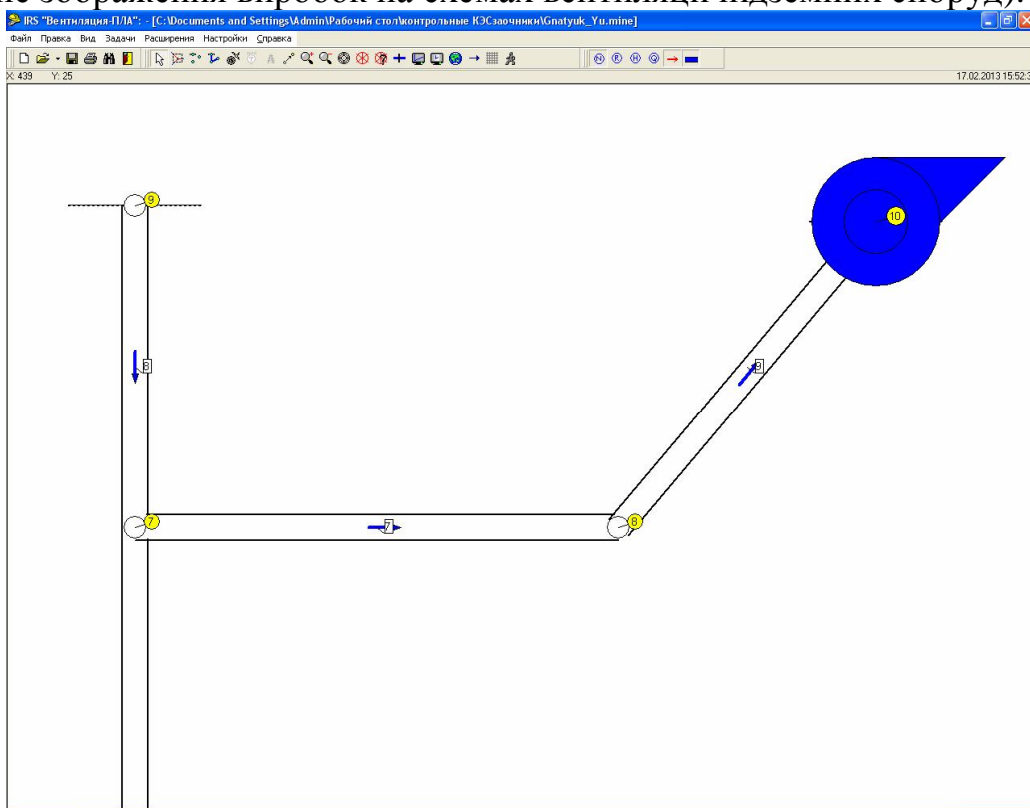 не зображення виробок на схемах вентиляції підземних споруд).
IRS "Вентиляция-ПЛА": - [C:\Documents and Settings\Admin\Рабочий стол\контрольные КЭСзаочники\Gnatyuk_Yu.mine]
Файл Правка Вид Задачи Расширения Настройки Справка
X: 439 Y: 25 17.02.2013 15:52:3
9
10
8
9
7
7
8